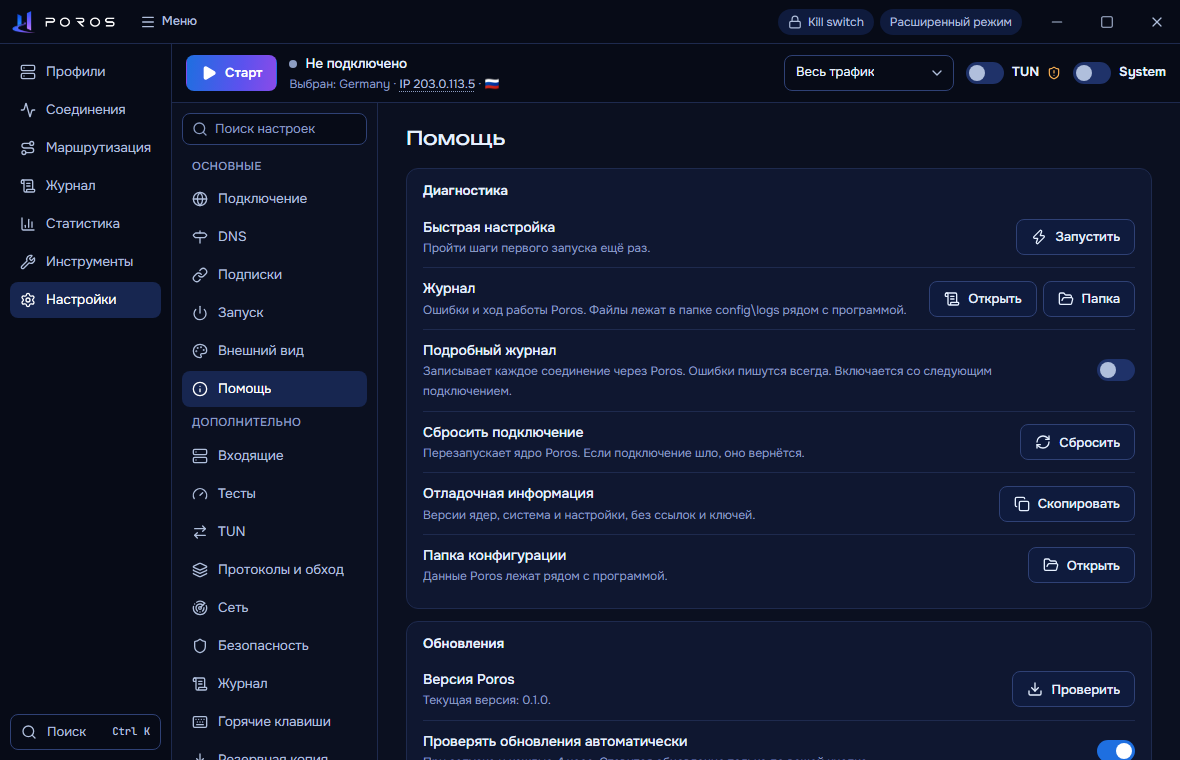 POROS
Меню
Kill switch
Расширенный режим
Профили
Соединения
Маршрутизация
Журнал
Статистика
Инструменты
Настройки
Поиск
Ctrl K
Старт
Не подключено
Выбран: Germany · IP 203.0.113.5 ·
Весь трафик
TUN
System
Поиск настроек
ОСНОВНЫЕ
Подключение
DNS
Подписки
Запуск
Внешний вид
Помощь
ДОПОЛНИТЕЛЬНО
Входящие
Тесты
TUN
Протоколы и обход
Сеть
Безопасность
Журнал
Горячие клавиши
Резервная копия
Помощь
Диагностика
Быстрая настройка
Пройти шаги первого запуска ещё раз.
Запустить
Журнал
Ошибки и ход работы Poros. Файлы лежат в папке config\logs рядом с программой.
Открыть
Папка
Подробный журнал
Записывает каждое соединение через Poros. Ошибки пишутся всегда. Включается со следующим
подключением.
Сбросить подключение
Перезапускает ядро Poros. Если подключение шло, оно вернётся.
Сбросить
Отладочная информация
Версии ядер, система и настройки, без ссылок и ключей.
Скопировать
Папка конфигурации
Данные Poros лежат рядом с программой.
Открыть
Обновления
Версия Poros
Текущая версия: 0.1.0.
Проверить
Проверять обновления автоматически